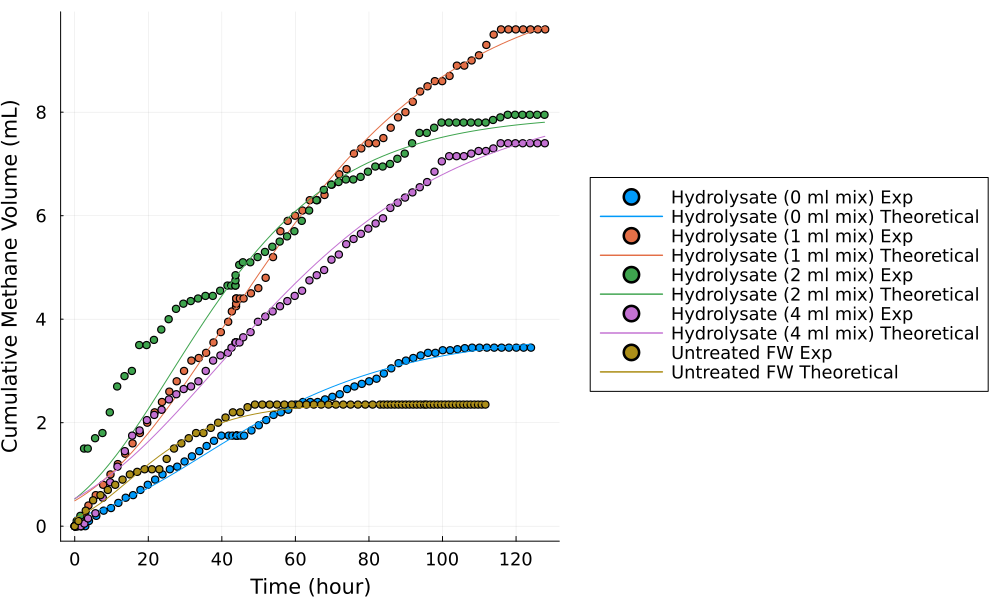 Cumulative Methane Volume (mL)
8
6
4
2
0
0 20 40 60 80 100 120
Time (hour)
Hydrolysate (0 ml mix) Exp
Hydrolysate (0 ml mix) Theoretical
Hydrolysate (1 ml mix) Exp
Hydrolysate (1 ml mix) Theoretical
Hydrolysate (2 ml mix) Exp
Hydrolysate (2 ml mix) Theoretical
Hydrolysate (4 ml mix) Exp
Hydrolysate (4 ml mix) Theoretical
Untreated FW Exp
Untreated FW Theoretical